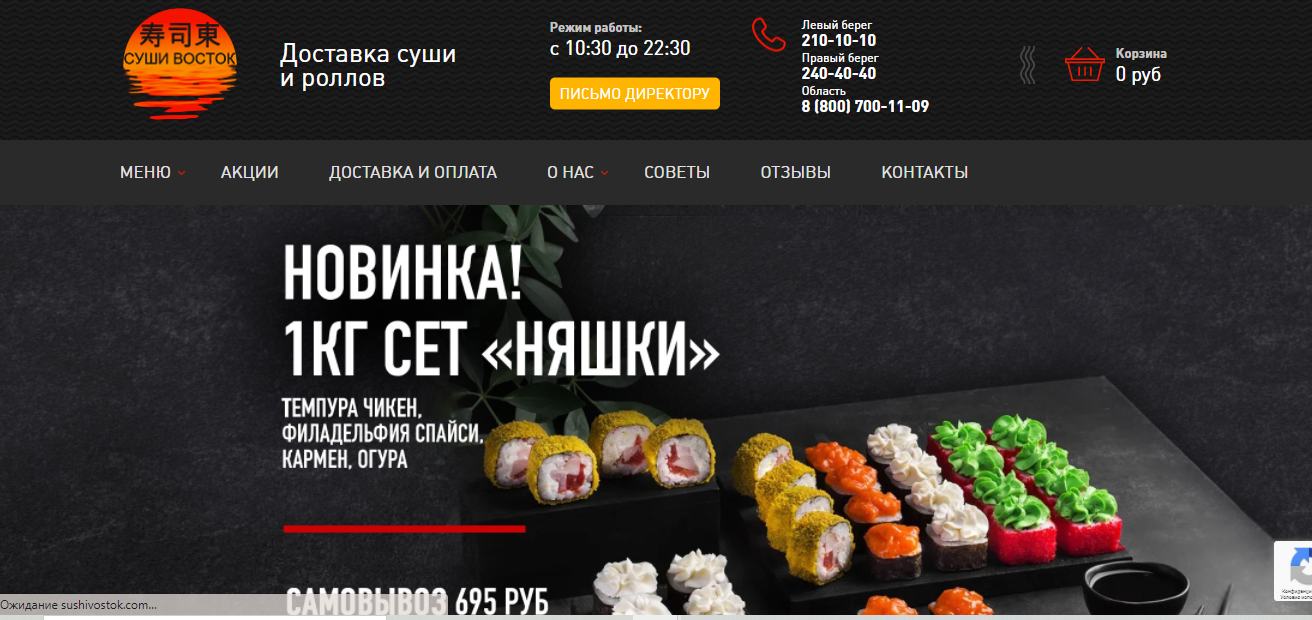 寿司東
СУШИ ВОСТОК
Доставка суши
и роллов
Режим работы:
с 10:30 до 22:30
ПИСЬМО ДИРЕКТОРУ
Левый берег
210-10-10
Правый берег
240-40-40
Область
8 (800) 700-11-09
Корзина
0 руб
МЕНЮ
АКЦИИ
ДОСТАВКА И ОПЛАТА
О НАС
СОВЕТЫ
ОТЗЫВЫ
КОНТАКТЫ
НОВИНКА!
1КГ СЕТ «НЯШКИ»
ТЕМПУРА ЧИКЕН,
ФИЛАДЕЛЬФИЯ СПАЙСИ,
КАРМЕН, ОГУРА
САМОВЫВОЗ 695 РУБ
Ожидание sushivostok.com...